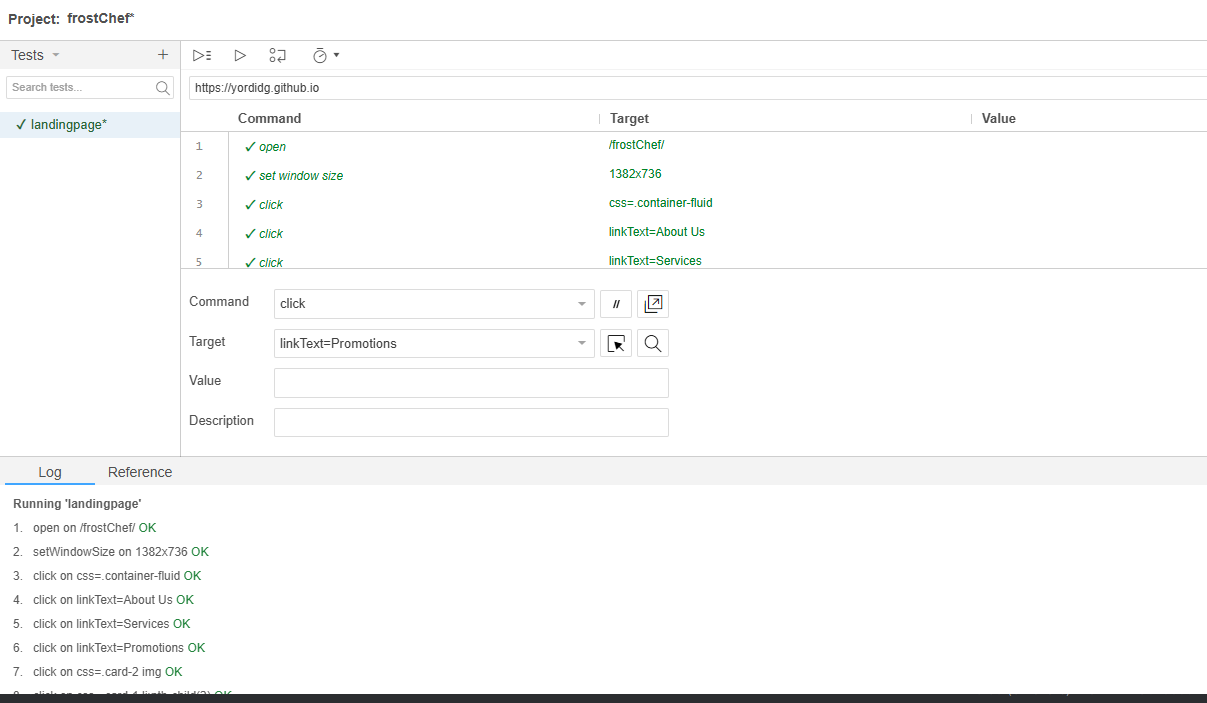 Project: frostChef*
Tests +
Search tests...
✓ landingpage*
https://yordidg.github.io
Command Target Value
1 ✓ open /frostChef/
2 ✓ set window size 1382x736
3 ✓ click css=.container-fluid
4 ✓ click linkText=About Us
5 ✓ click linkText=Services
Command click //
Target linkText=Promotions
Value
Description
Log Reference
Running 'landingpage'
1. open on /frostChef/ OK
2. setWindowSize on 1382x736 OK
3. click on css=.container-fluid OK
4. click on linkText=About Us OK
5. click on linkText=Services OK
6. click on linkText=Promotions OK
7. click on css=.card-2 img OK